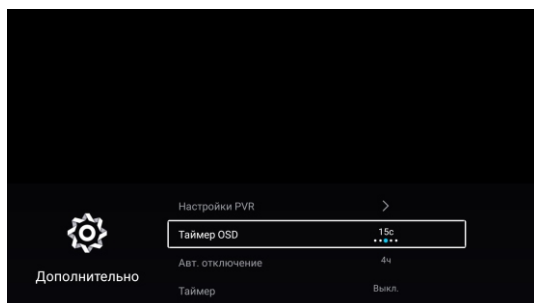 Настройки PVR
Таймер OSD 15с
Авт. отключение 4ч
Дополнительно
Таймер Выкл.